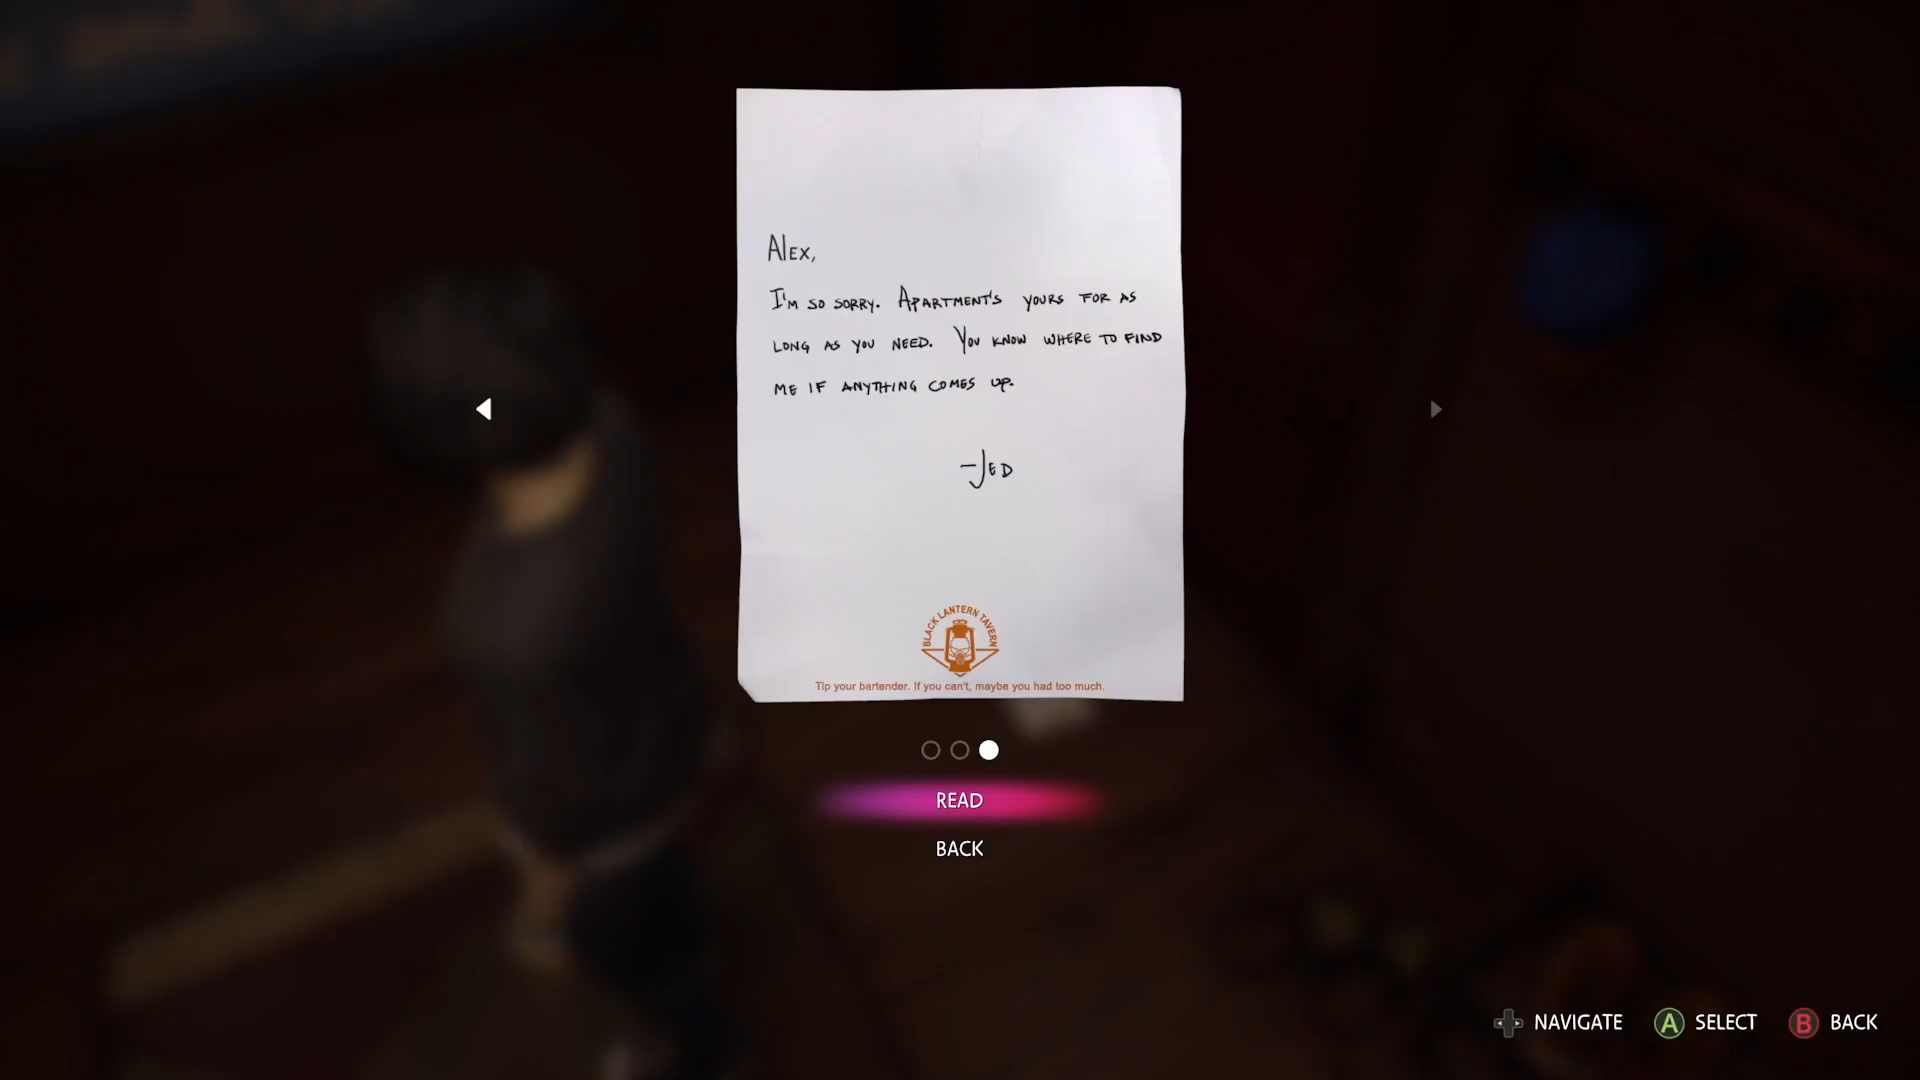 Alex,
I'm so sorry. Apartment's yours for as
long as you need. You know where to find
me if anything comes up.
-Jed
BLACK LANTERN TAVERN
Tip your bartender. If you can't, maybe you had too much.
READ
BACK
NAVIGATE A SELECT B BACK